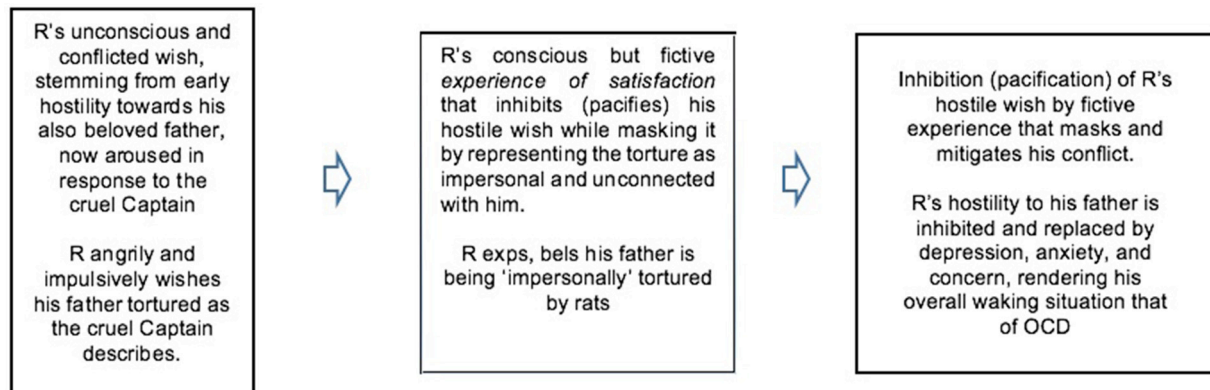 R's unconscious and
conflicted wish,
stemming from early
hostility towards his
also beloved father,
now aroused in
response to the
cruel Captain
R angrily and
impulsively wishes
his father tortured as
the cruel Captain
describes.
R's conscious but fictive
experience of satisfaction
that inhibits (pacifies) his
hostile wish while masking it
by representing the torture as
impersonal and unconnected
with him.
R exps, bels his father is
being 'impersonally' tortured
by rats
Inhibition (pacification) of R's
hostile wish by fictive
experience that masks and
mitigates his conflict.
R's hostility to his father is
inhibited and replaced by
depression, anxiety, and
concern, rendering his
overall waking situation that
of OCD